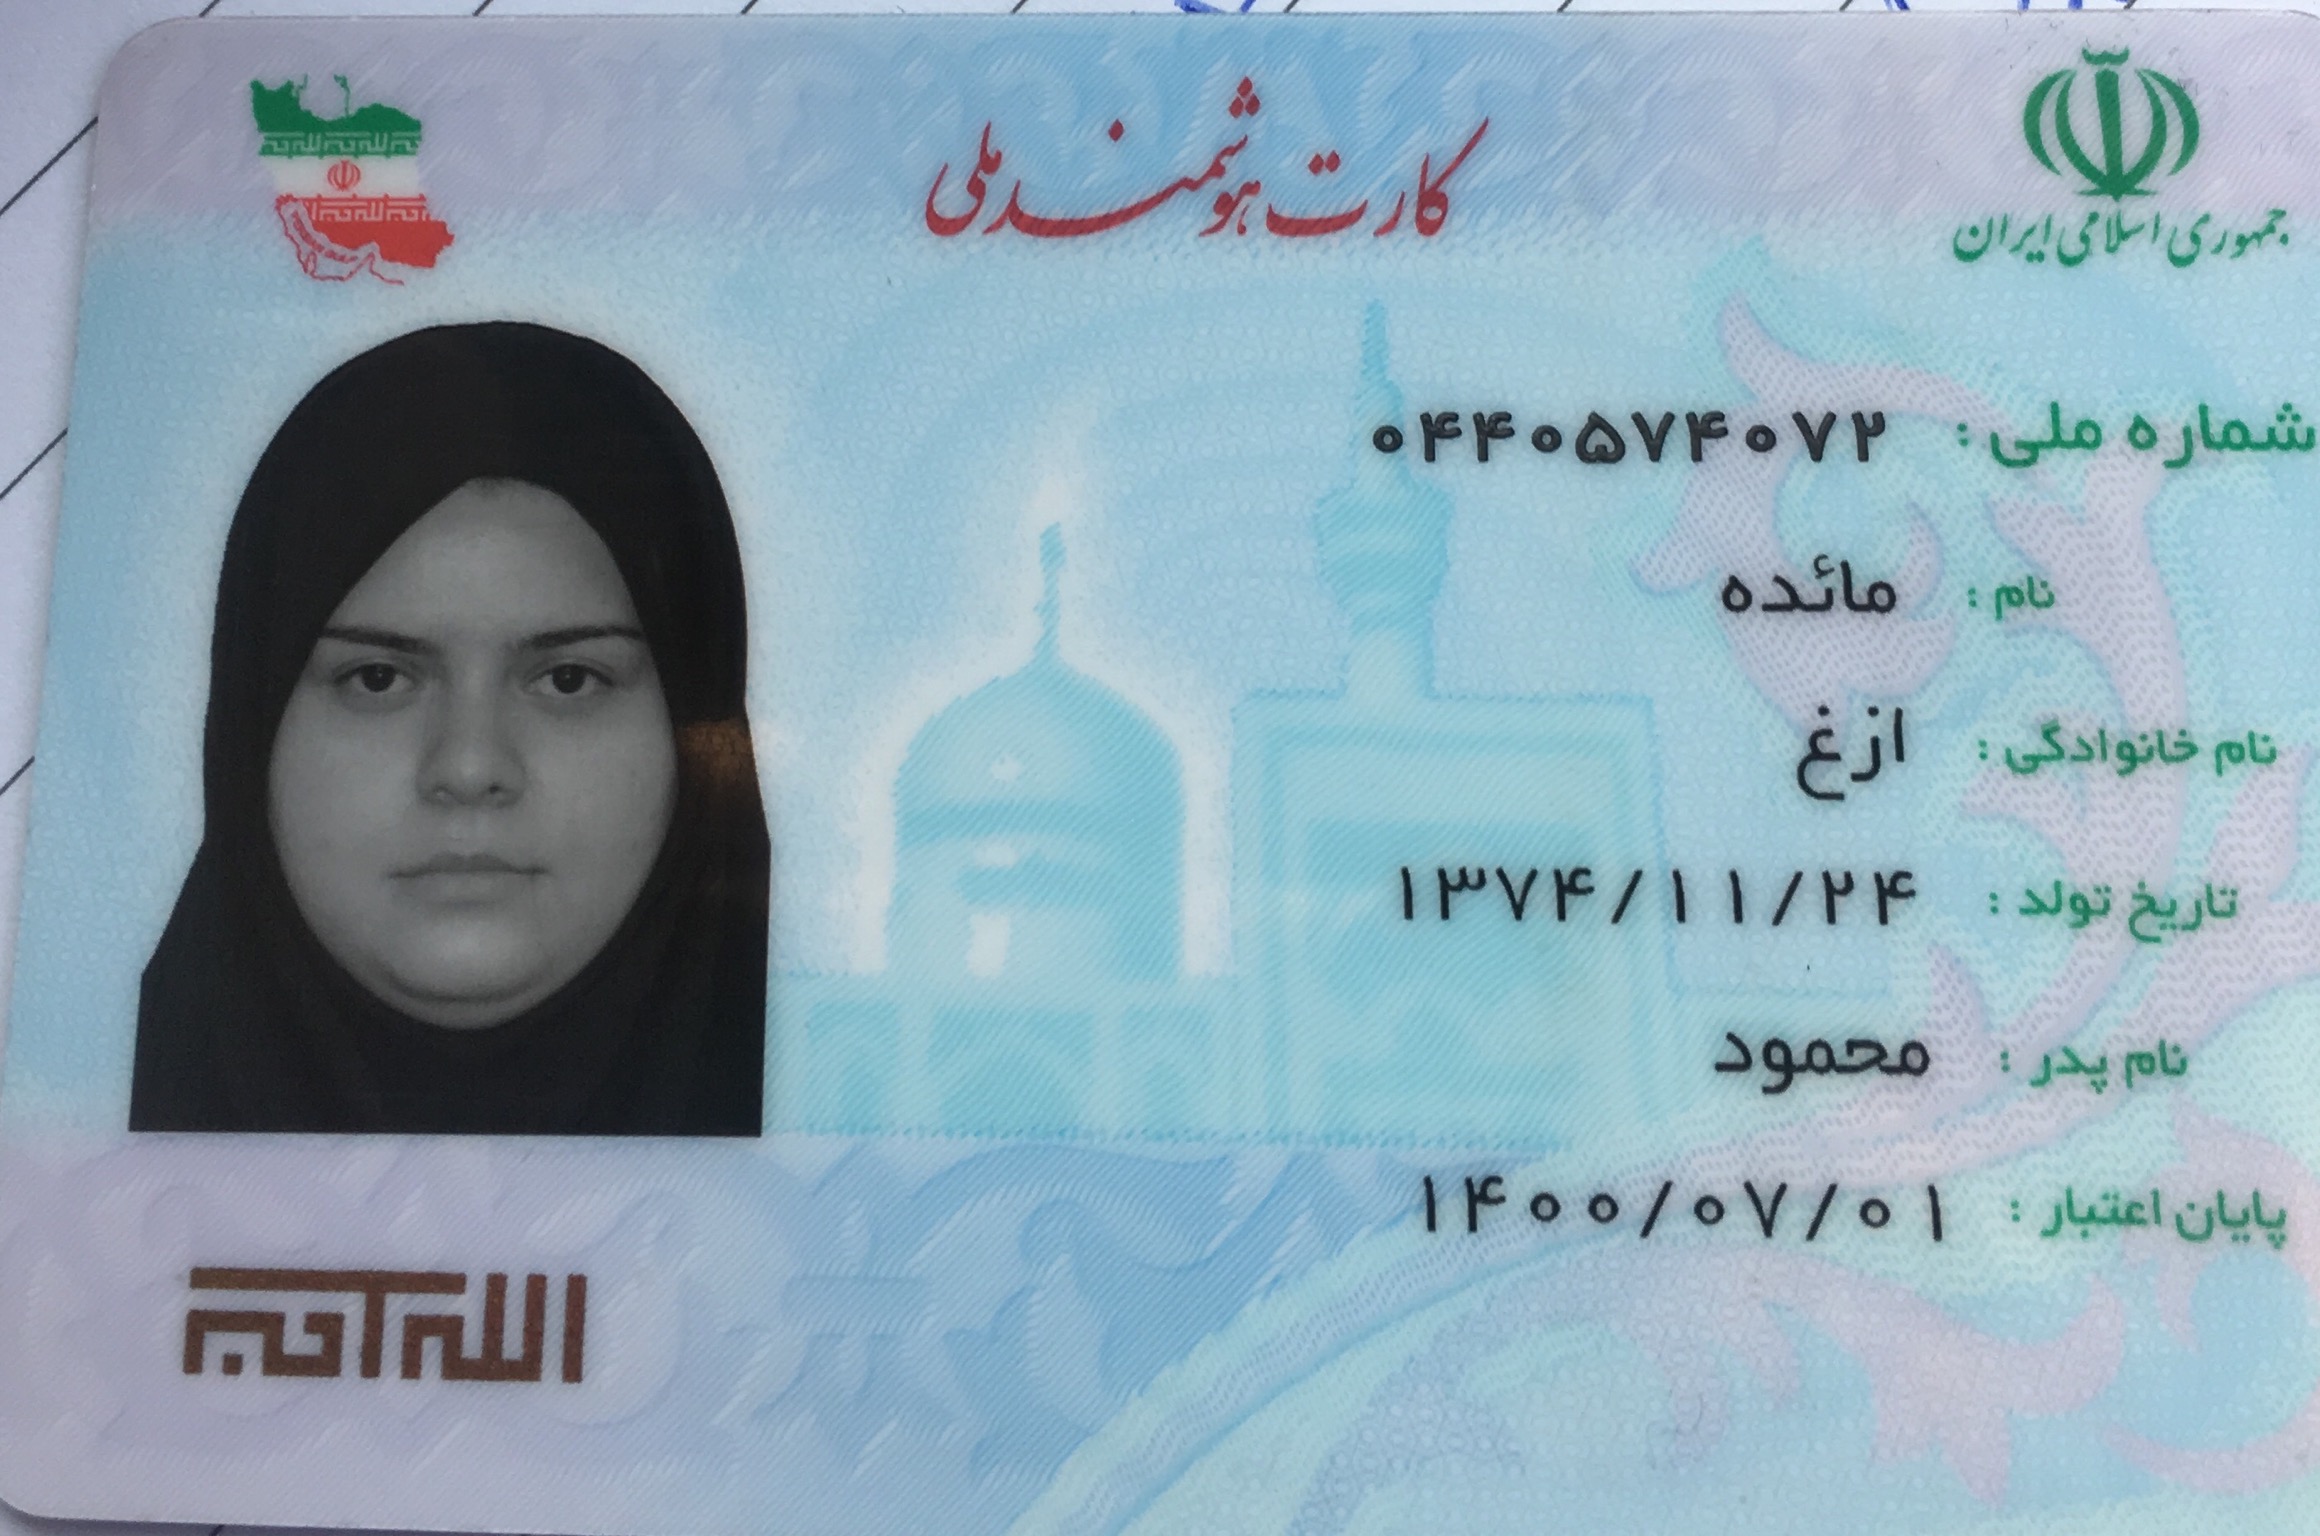 جمهوری اسلامی ایران
کارت هوشمند ملی
شماره ملی: ۰۴۴۰۵۷۴۰۷۲
نام: مائده
نام خانوادگی: ازغ
تاریخ تولد: ۱۳۷۴/۱۱/۲۴
نام پدر: محمود
پایان اعتبار: ۱۴۰۰/۰۷/۰۱
الله اکبر